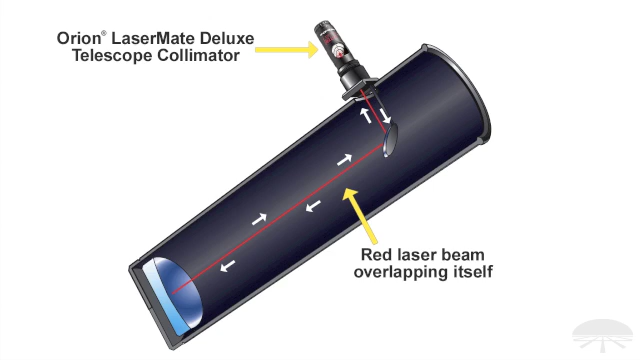 Orion® LaserMate Deluxe
Telescope Collimator
Red laser beam
overlapping itself